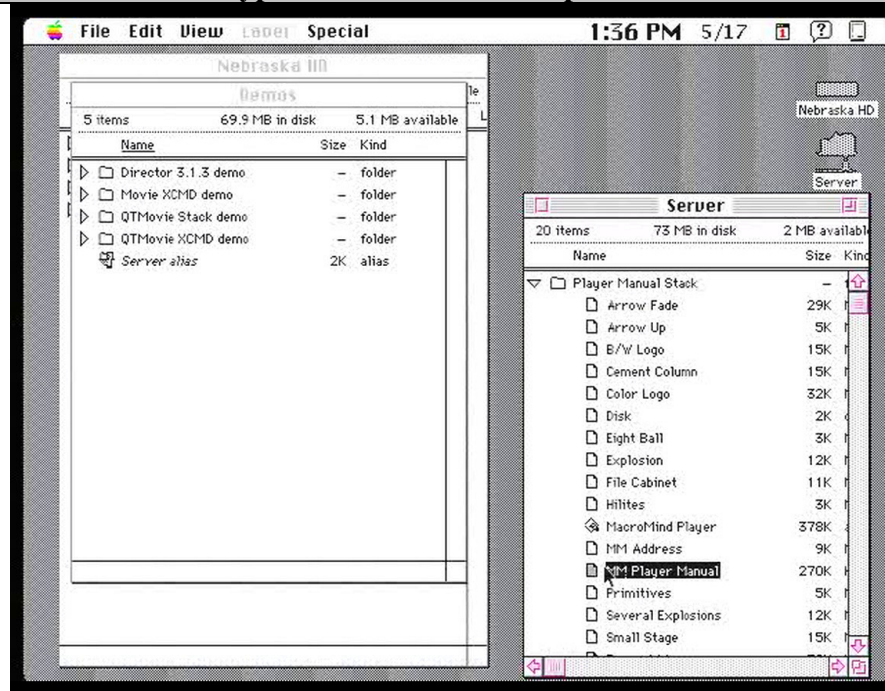 File Edit View Label Special 1:36 PM 5/17
Nebraska HD
Demos
5 items 69.9 MB in disk 5.1 MB available
Name Size Kind
Director 3.1.3 demo – folder
Movie XCMD demo – folder
QTMovie Stack demo – folder
QTMovie XCMD demo – folder
Server alias 2K alias
Nebraska HD
Server
Server
20 items 73 MB in disk 2 MB availabl
Name Size Kind
Player Manual Stack –
Arrow Fade 29K
Arrow Up 5K
B/W Logo 15K
Cement Column 15K
Color Logo 32K
Disk 2K
Eight Ball 3K
Explosion 12K
File Cabinet 11K
Hilites 3K
MacroMind Player 378K
MM Address 9K
MM Player Manual 270K
Primitives 5K
Several Explosions 12K
Small Stage 15K